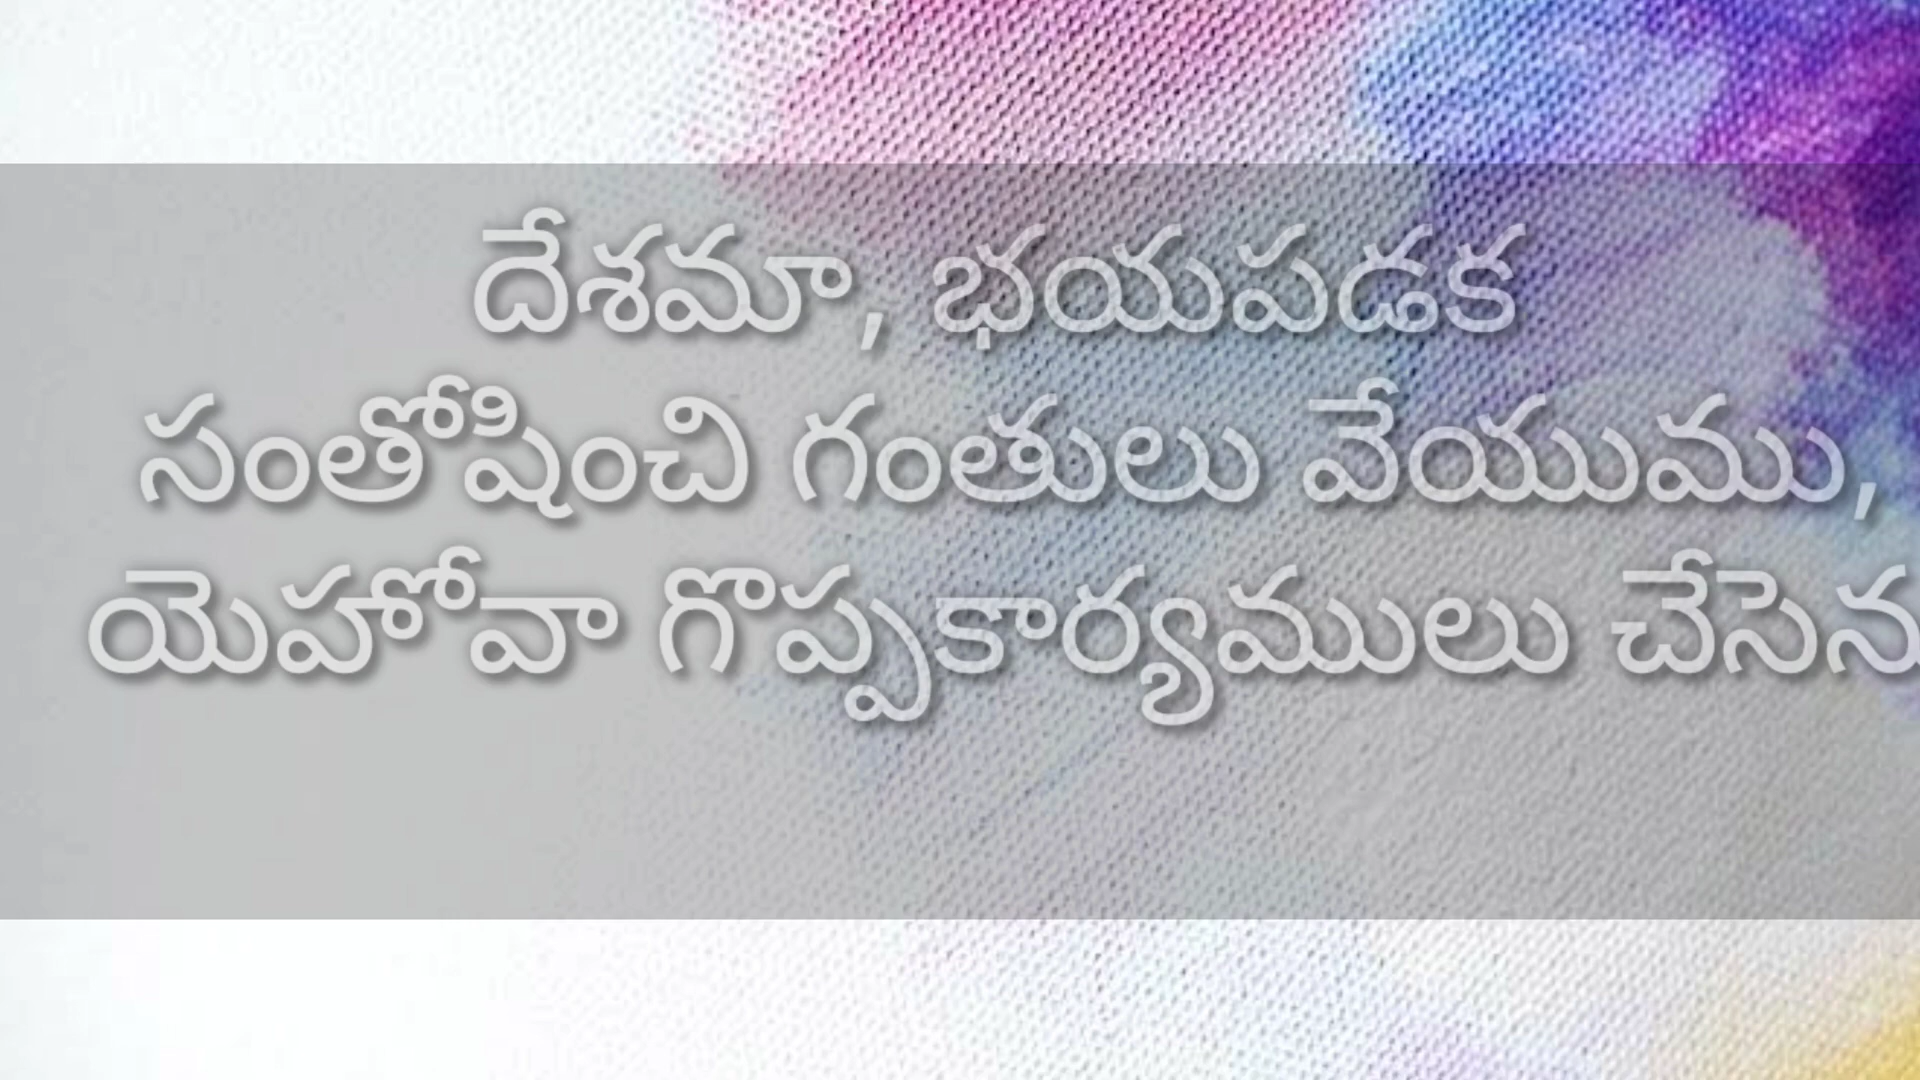 దేశమా, భయపడక
సంతోషించి గంతులు వేయుము,
యెహోవా గొప్పకార్యములు చేసెను